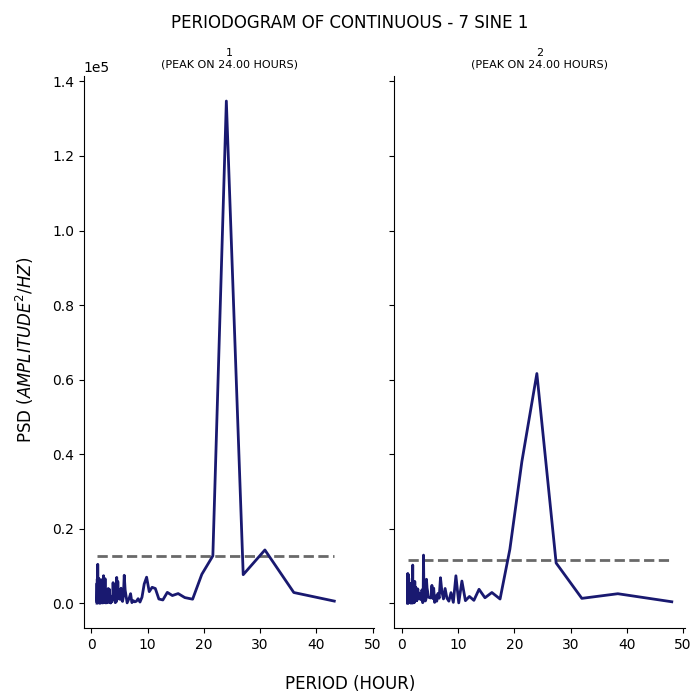 PERIODOGRAM OF CONTINUOUS - 7 SINE 1
1
(PEAK ON 24.00 HOURS)
2
(PEAK ON 24.00 HOURS)
1e5
1.4
1.2
1.0
0.8
0.6
0.4
0.2
0.0
PSD (AMPLITUDE²/HZ)
0 10 20 30 40 50
0 10 20 30 40 50
PERIOD (HOUR)